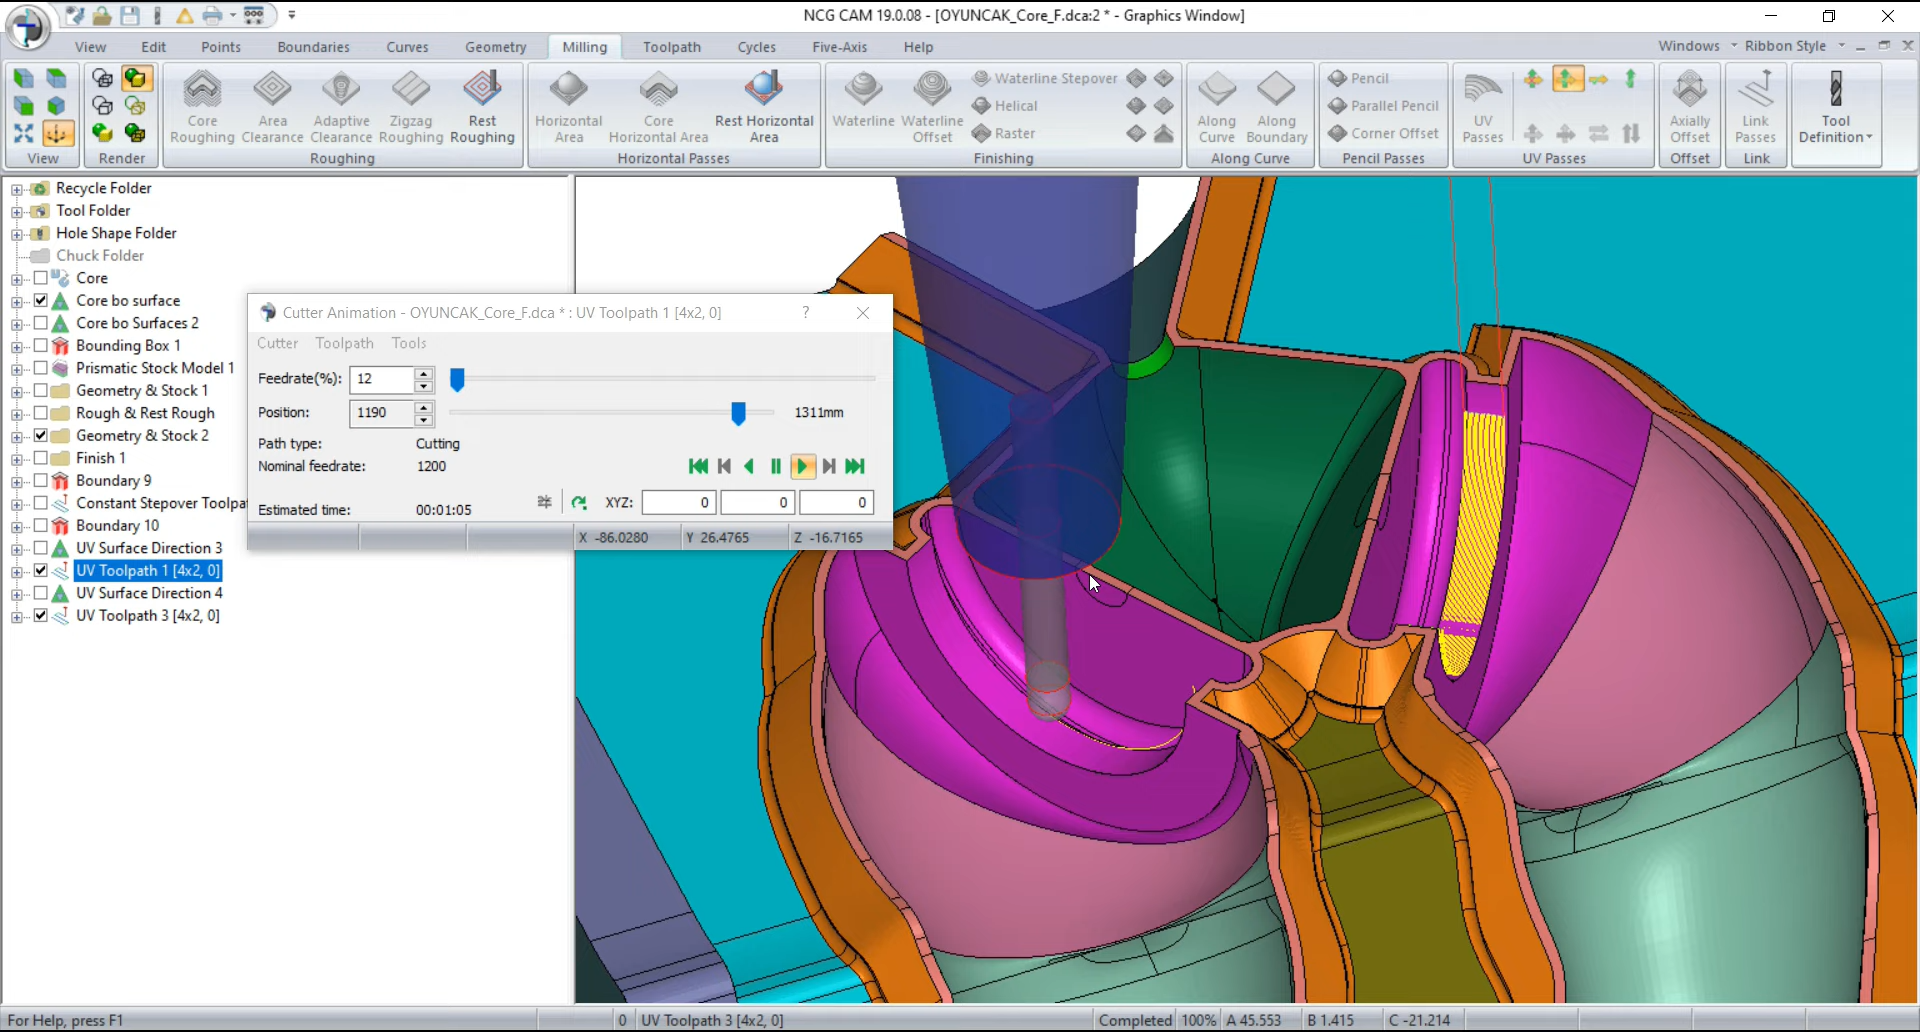 NCG CAM 19.0.08 - [OYUNCAK_Core_F.dca:2 * - Graphics Window]
View Edit Points Boundaries Curves Geometry Milling Toolpath Cycles Five-Axis Help Windows Ribbon Style
Core Roughing
Area Clearance
Adaptive Clearance
Zigzag Roughing
Rest Roughing
Horizontal Area
Core Horizontal Area
Rest Horizontal Area
Waterline
Waterline Offset
Waterline Stepover
Helical
Raster
Along Curve
Along Boundary
Pencil
Parallel Pencil
Corner Offset
UV Passes
Axially Offset
Link Passes
Tool Definition
View Render Roughing Horizontal Passes Finishing Along Curve Pencil Passes UV Passes Offset Link
Recycle Folder
Tool Folder
Hole Shape Folder
Chuck Folder
Core
Core bo surface
Core bo Surfaces 2
Bounding Box 1
Prismatic Stock Model 1
Geometry & Stock 1
Rough & Rest Rough
Geometry & Stock 2
Finish 1
Boundary 9
Constant Stepover Toolpa
Boundary 10
UV Surface Direction 3
UV Toolpath 1 [4x2, 0]
UV Surface Direction 4
UV Toolpath 3 [4x2, 0]
Cutter Animation - OYUNCAK_Core_F.dca * : UV Toolpath 1 [4x2, 0] ?
Cutter Toolpath Tools
Feedrate(%): 12
Position: 1190 1311mm
Path type: Cutting
Nominal feedrate: 1200
Estimated time: 00:01:05 XYZ: 0 0 0
X -86.0280 Y 26.4765 Z -16.7165
For Help, press F1 0 UV Toolpath 3 [4x2, 0] Completed 100% A 45.553 B 1.415 C -21.214